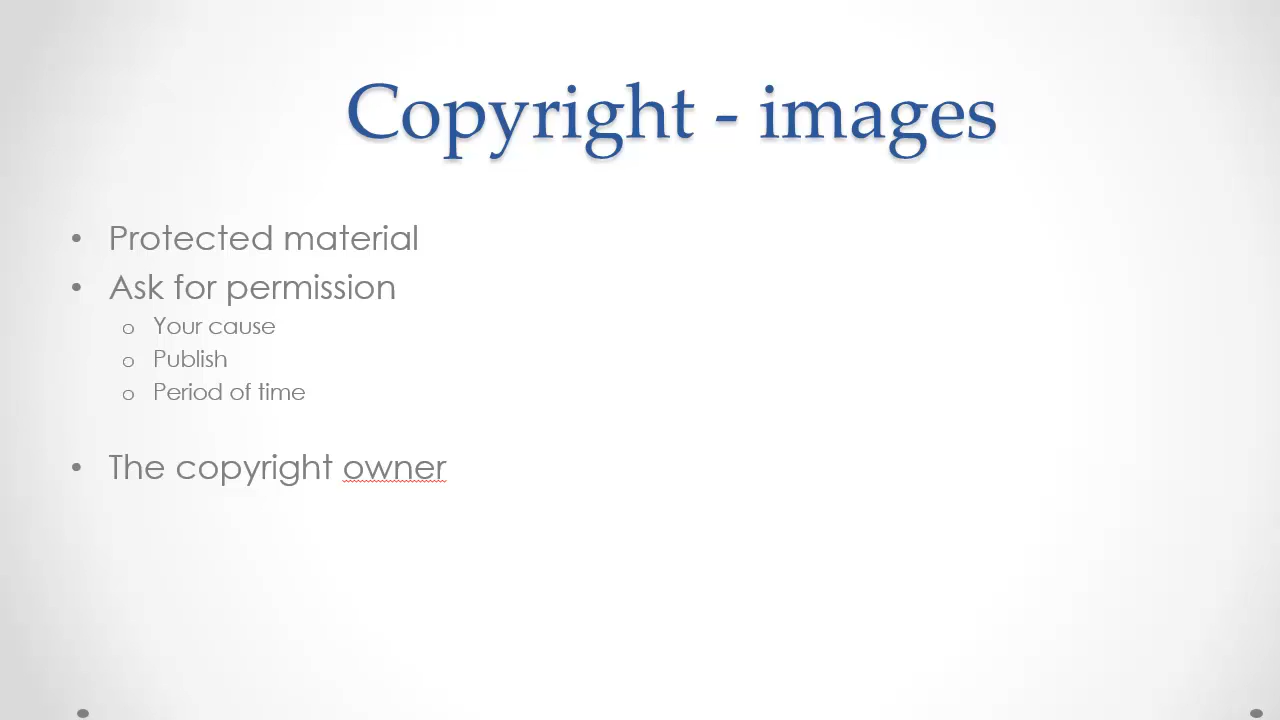 Copyright - images
• Protected material
• Ask for permission
o Your cause
o Publish
o Period of time
• The copyright owner